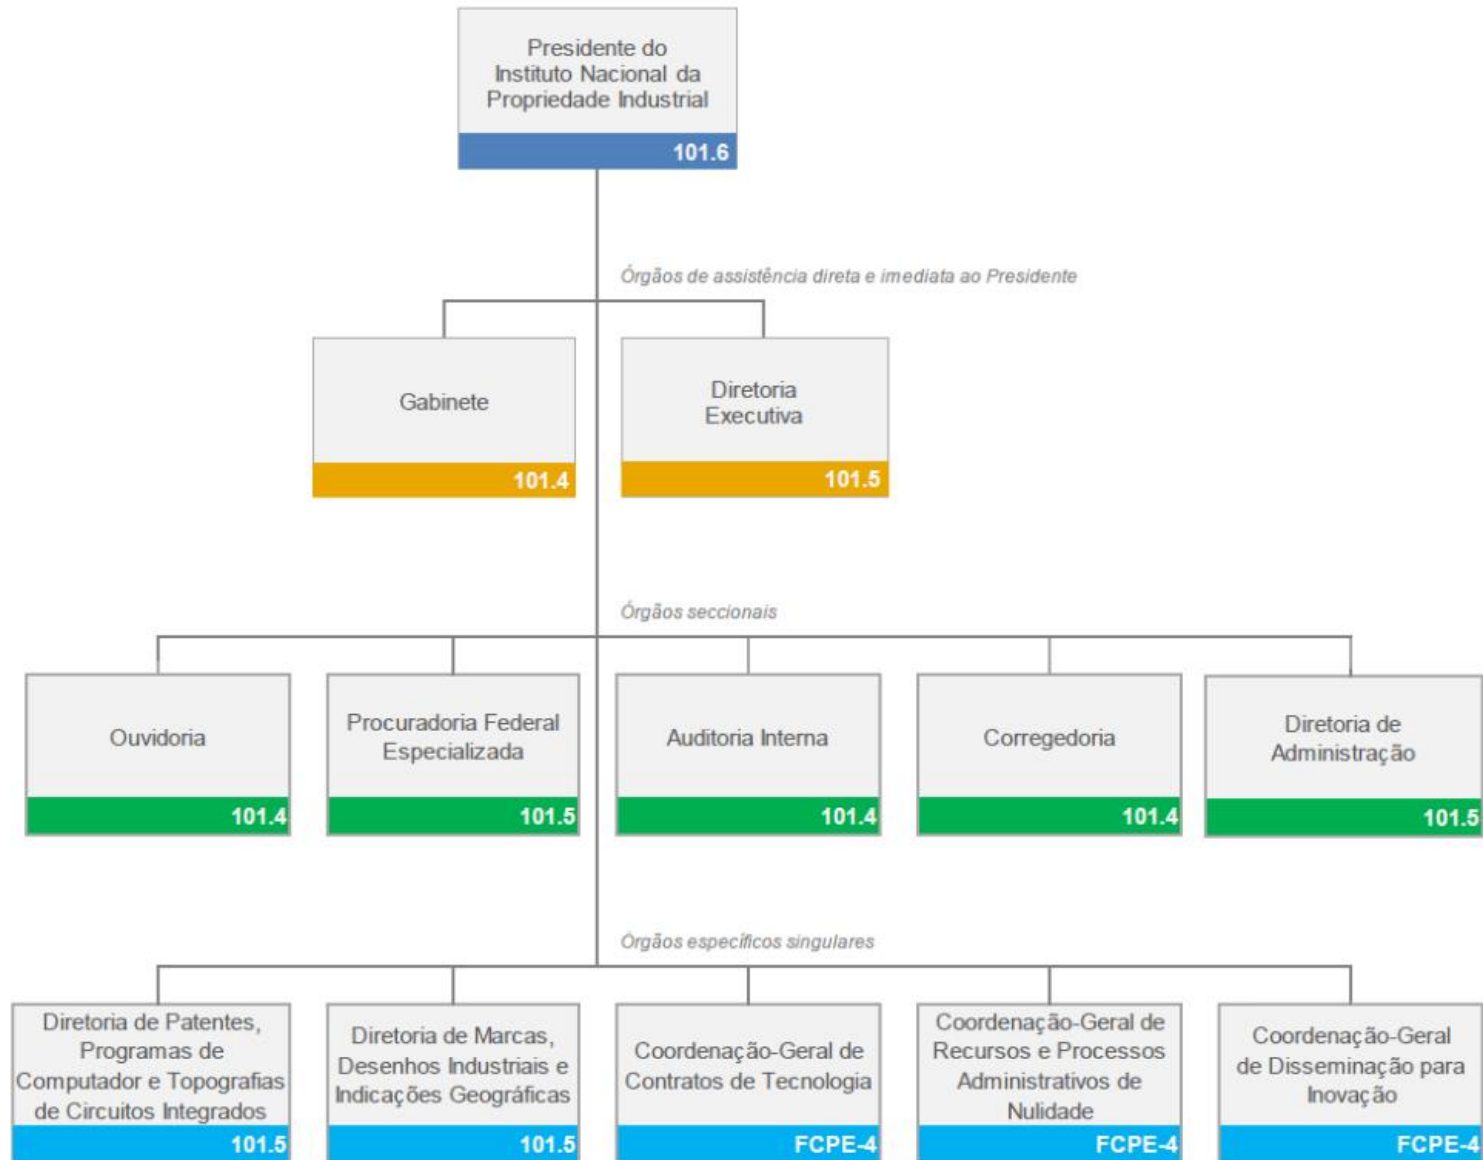 Presidente do
Instituto Nacional da
Propriedade Industrial
101.6
Órgãos de assistência direta e imediata ao Presidente
Gabinete
101.4
Diretoria
Executiva
101.5
Órgãos seccionais
Ouvidoria
101.4
Procuradoria Federal
Especializada
101.5
Auditoria Interna
101.4
Corregedoria
101.4
Diretoria de
Administração
101.5
Órgãos específicos singulares
Diretoria de Patentes,
Programas de
Computador e Topografias
de Circuitos Integrados
101.5
Diretoria de Marcas,
Desenhos Industriais e
Indicações Geográficas
101.5
Coordenação-Geral de
Contratos de Tecnologia
FCPE-4
Coordenação-Geral de
Recursos e Processos
Administrativos de
Nulidade
FCPE-4
Coordenação-Geral
de Disseminação para
Inovação
FCPE-4